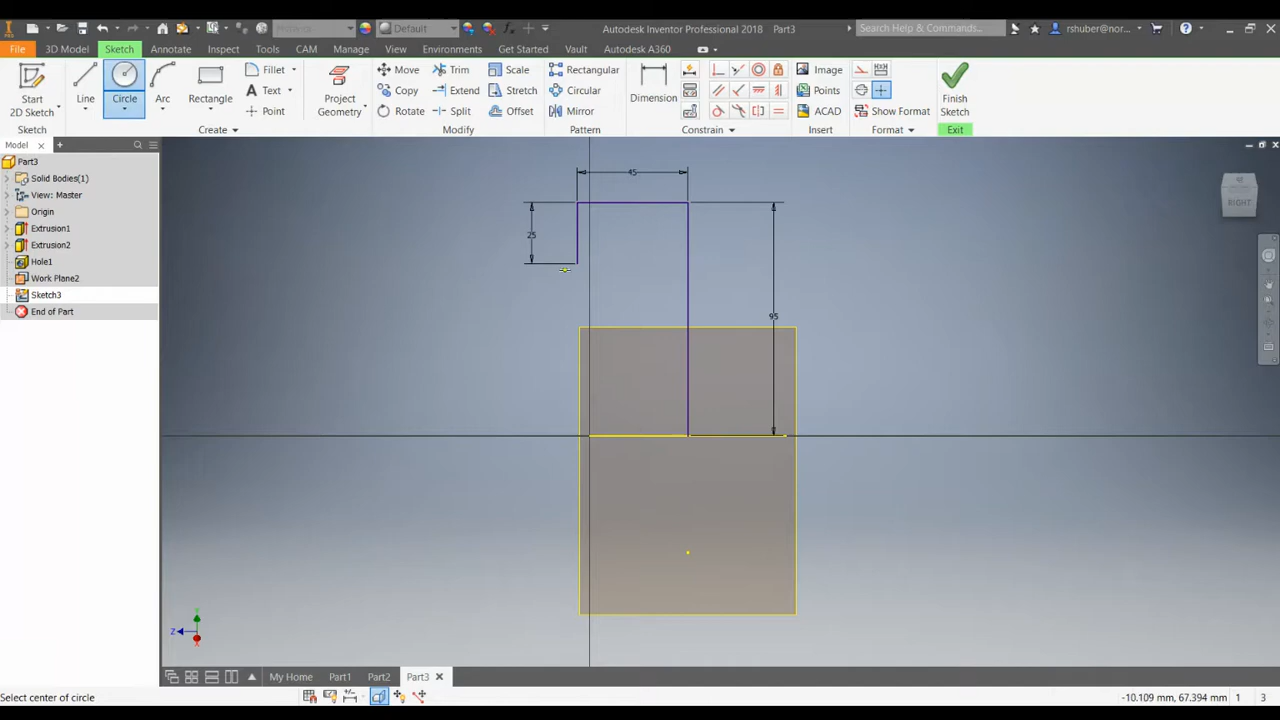 Material
Default
Autodesk Inventor Professional 2018 Part3
Search Help & Commands...
rshuber@nor...
File
3D Model
Sketch
Annotate
Inspect
Tools
CAM
Manage
View
Environments
Get Started
Vault
Autodesk A360
Start
2D Sketch
Line
Circle
Arc
Rectangle
Fillet
Text
Point
Project
Geometry
Move
Copy
Rotate
Trim
Extend
Split
Scale
Stretch
Offset
Rectangular
Circular
Mirror
Dimension
Image
Points
ACAD
Show Format
Finish
Sketch
Sketch
Create
Modify
Pattern
Constrain
Insert
Format
Exit
Model
Part3
Solid Bodies(1)
View: Master
Origin
Extrusion1
Extrusion2
Hole1
Work Plane2
Sketch3
End of Part
45
25
95
RIGHT
Y
Z
X
My Home
Part1
Part2
Part3
Select center of circle
-10.109 mm, 67.394 mm
1
3